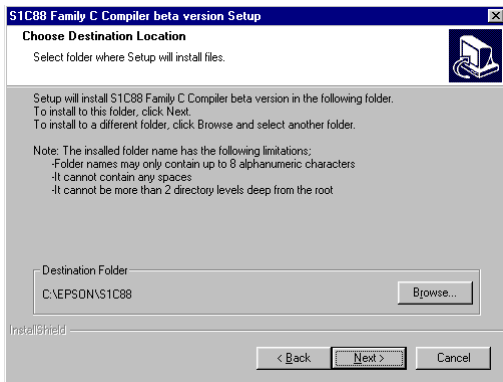 S1C88 Family C Compiler beta version Setup
Choose Destination Location
Select folder where Setup will install files.
Setup will install S1C88 Family C Compiler beta version in the following folder.
To install to this folder, click Next.
To install to a different folder, click Browse and select another folder.
Note: The insalled folder name has the following limitations;
-Folder names may only contain up to 8 alphanumeric characters
-It cannot contain any spaces
-It cannot be more than 2 directory levels deep from the root
Destination Folder
C:\EPSON\S1C88
Browse...
InstallShield
< Back
Next >
Cancel